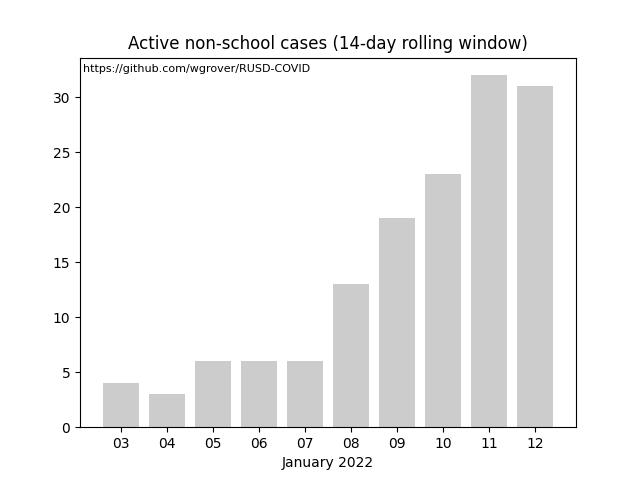 Active non-school cases (14-day rolling window)
https://github.com/wgrover/RUSD-COVID
30
25
20
15
10
5
0
03 04 05 06 07 08 09 10 11 12
January 2022